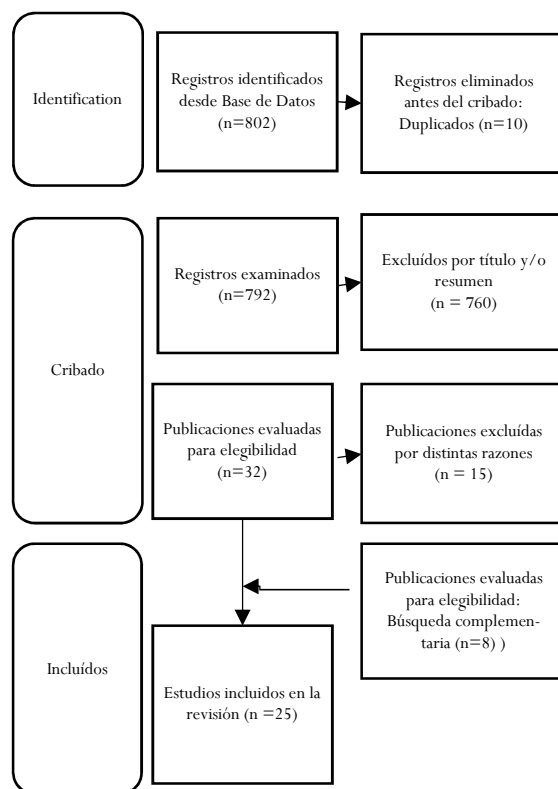 Identification
Registros identificados
desde Base de Datos
(n=802)
Registros eliminados
antes del cribado:
Duplicados (n=10)
Cribado
Registros examinados
(n=792)
Excluídos por título y/o
resumen
(n = 760)
Publicaciones evaluadas
para elegibilidad
(n=32)
Publicaciones excluídas
por distintas razones
(n = 15)
Incluídos
Publicaciones evaluadas
para elegibilidad:
Búsqueda complemen-
taria (n=8) )
Estudios incluidos en la
revisión (n =25)